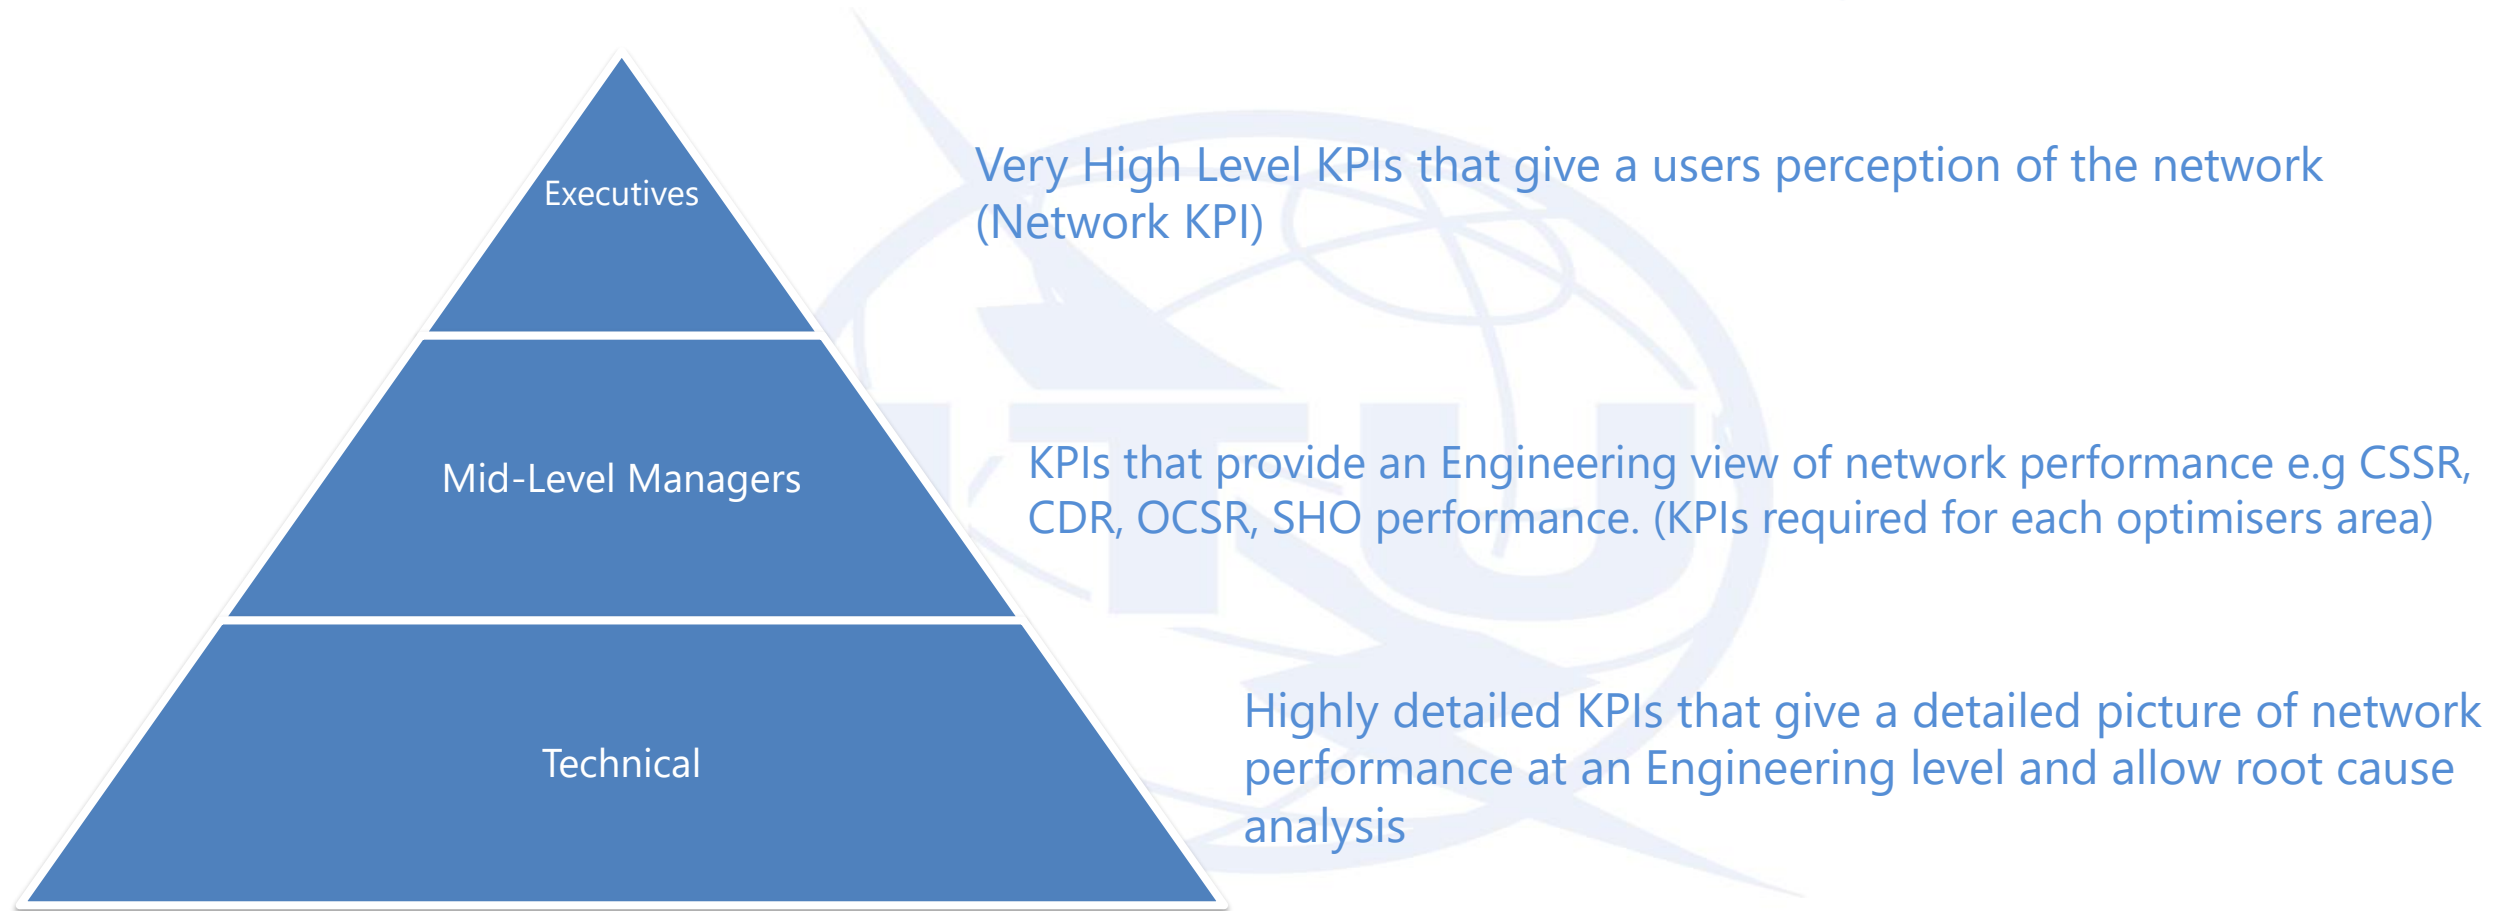 Executives
Very High Level KPIs that give a users perception of the network
(Network KPI)
Mid-Level Managers
KPIs that provide an Engineering view of network performance e.g CSSR,
CDR, OCSR, SHO performance. (KPIs required for each optimisers area)
Technical
Highly detailed KPIs that give a detailed picture of network
performance at an Engineering level and allow root cause
analysis
ITU